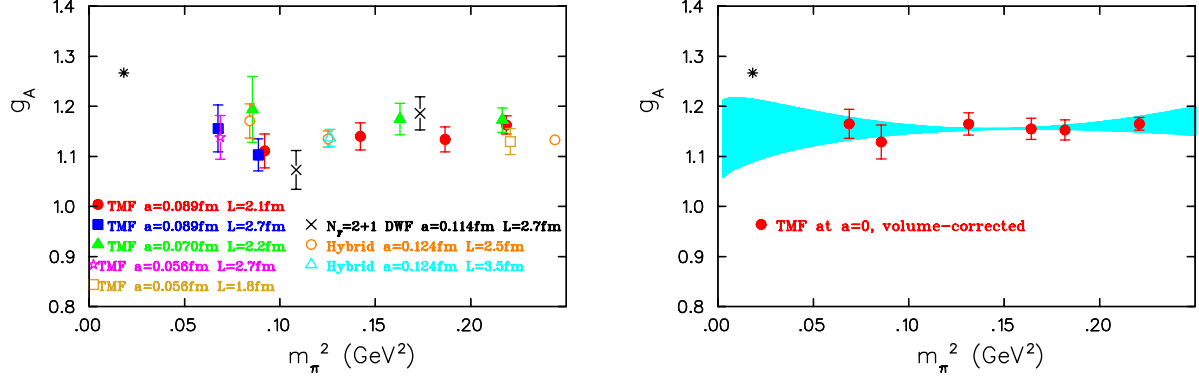 1.4
1.3
1.2
1.1
1.0
0.9
0.8
g_A
.00
.05
.10
.15
.20
m_π^2 (GeV^2)
TMF a=0.089fm L=2.1fm
TMF a=0.089fm L=2.7fm
TMF a=0.070fm L=2.2fm
TMF a=0.056fm L=2.7fm
TMF a=0.056fm L=1.8fm
N_F=2+1 DWF a=0.114fm L=2.7fm
Hybrid a=0.124fm L=2.5fm
Hybrid a=0.124fm L=3.5fm
1.4
1.3
1.2
1.1
1.0
0.9
0.8
g_A
.00
.05
.10
.15
.20
m_π^2 (GeV^2)
TMF at a=0, volume-corrected